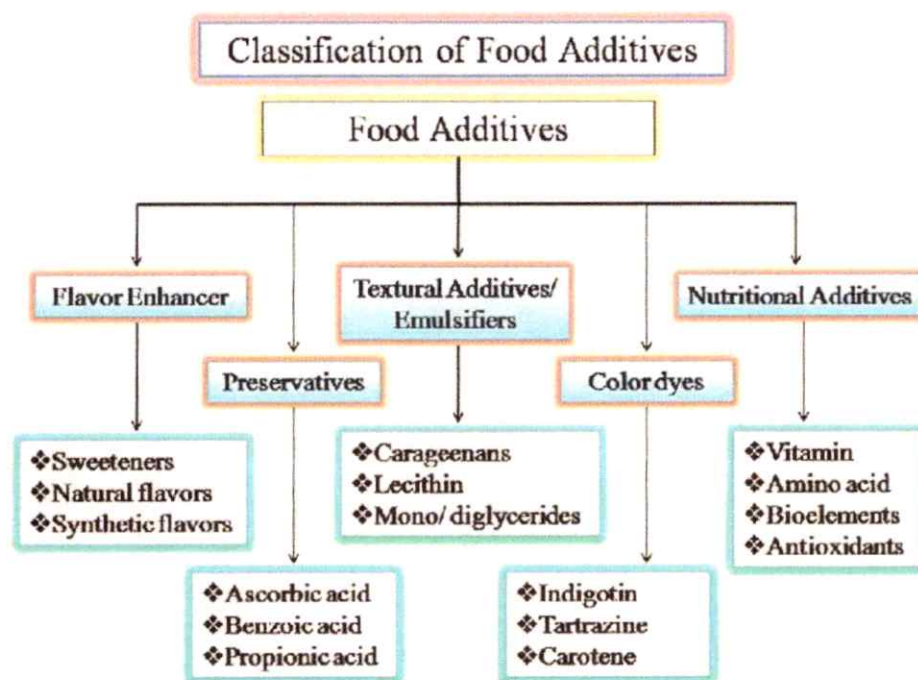 Classification of Food Additives
Food Additives
Flavor Enhancer
Textural Additives/
Emulsifiers
Nutritional Additives
Preservatives
Color dyes
❖Sweeteners
❖Natural flavors
❖Synthetic flavors
❖Carageenans
❖Lecithin
❖Mono/ diglycerides
❖Vitamin
❖Amino acid
❖Bioelements
❖Antioxidants
❖Ascorbic acid
❖Benzoic acid
❖Propionic acid
❖Indigotin
❖Tartrazine
❖Carotene